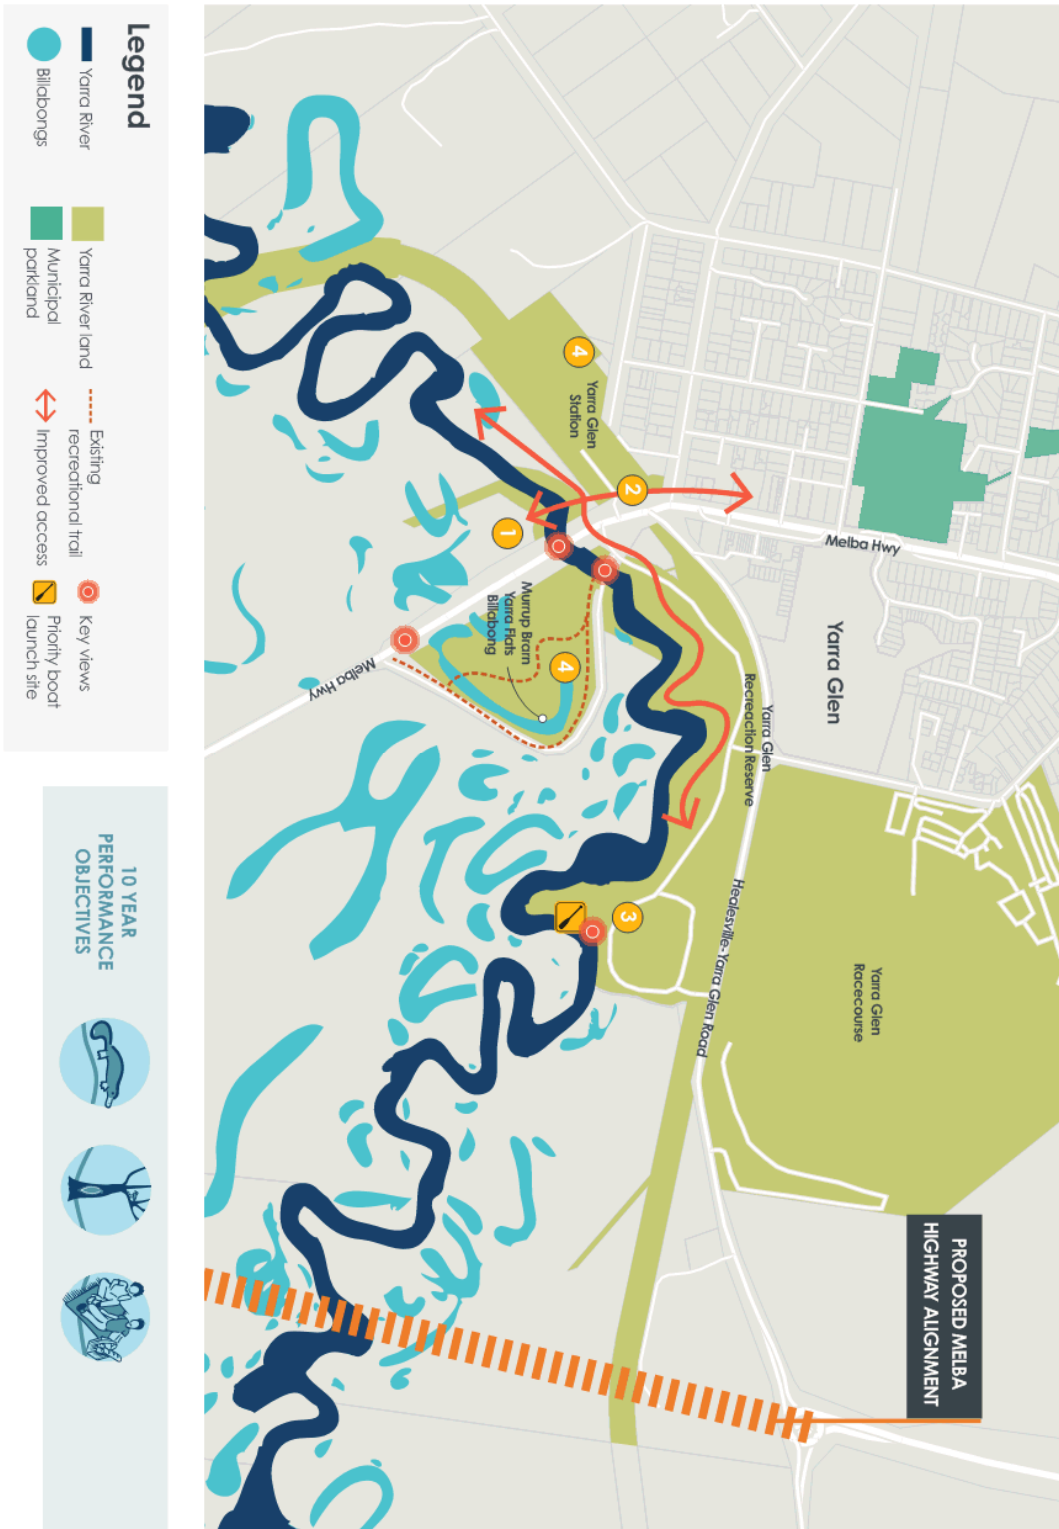 Yarra Glen
Melba Hwy
Yarra Glen
Station
4
2
1
Murrup Brarn
Yarra Flats
Billabong
4
Melba Hwy
Yarra Glen
Recreaction Reserve
Yarra Glen
Racecourse
Healesville-Yarra Glen Road
3
PROPOSED MELBA
HIGHWAY ALIGNMENT
Legend
Yarra River
Billabongs
Yarra River land
Municipal
parkland
Existing
recreational trail
Improved access
Key views
Priority boat
launch site
10 YEAR
PERFORMANCE
OBJECTIVES